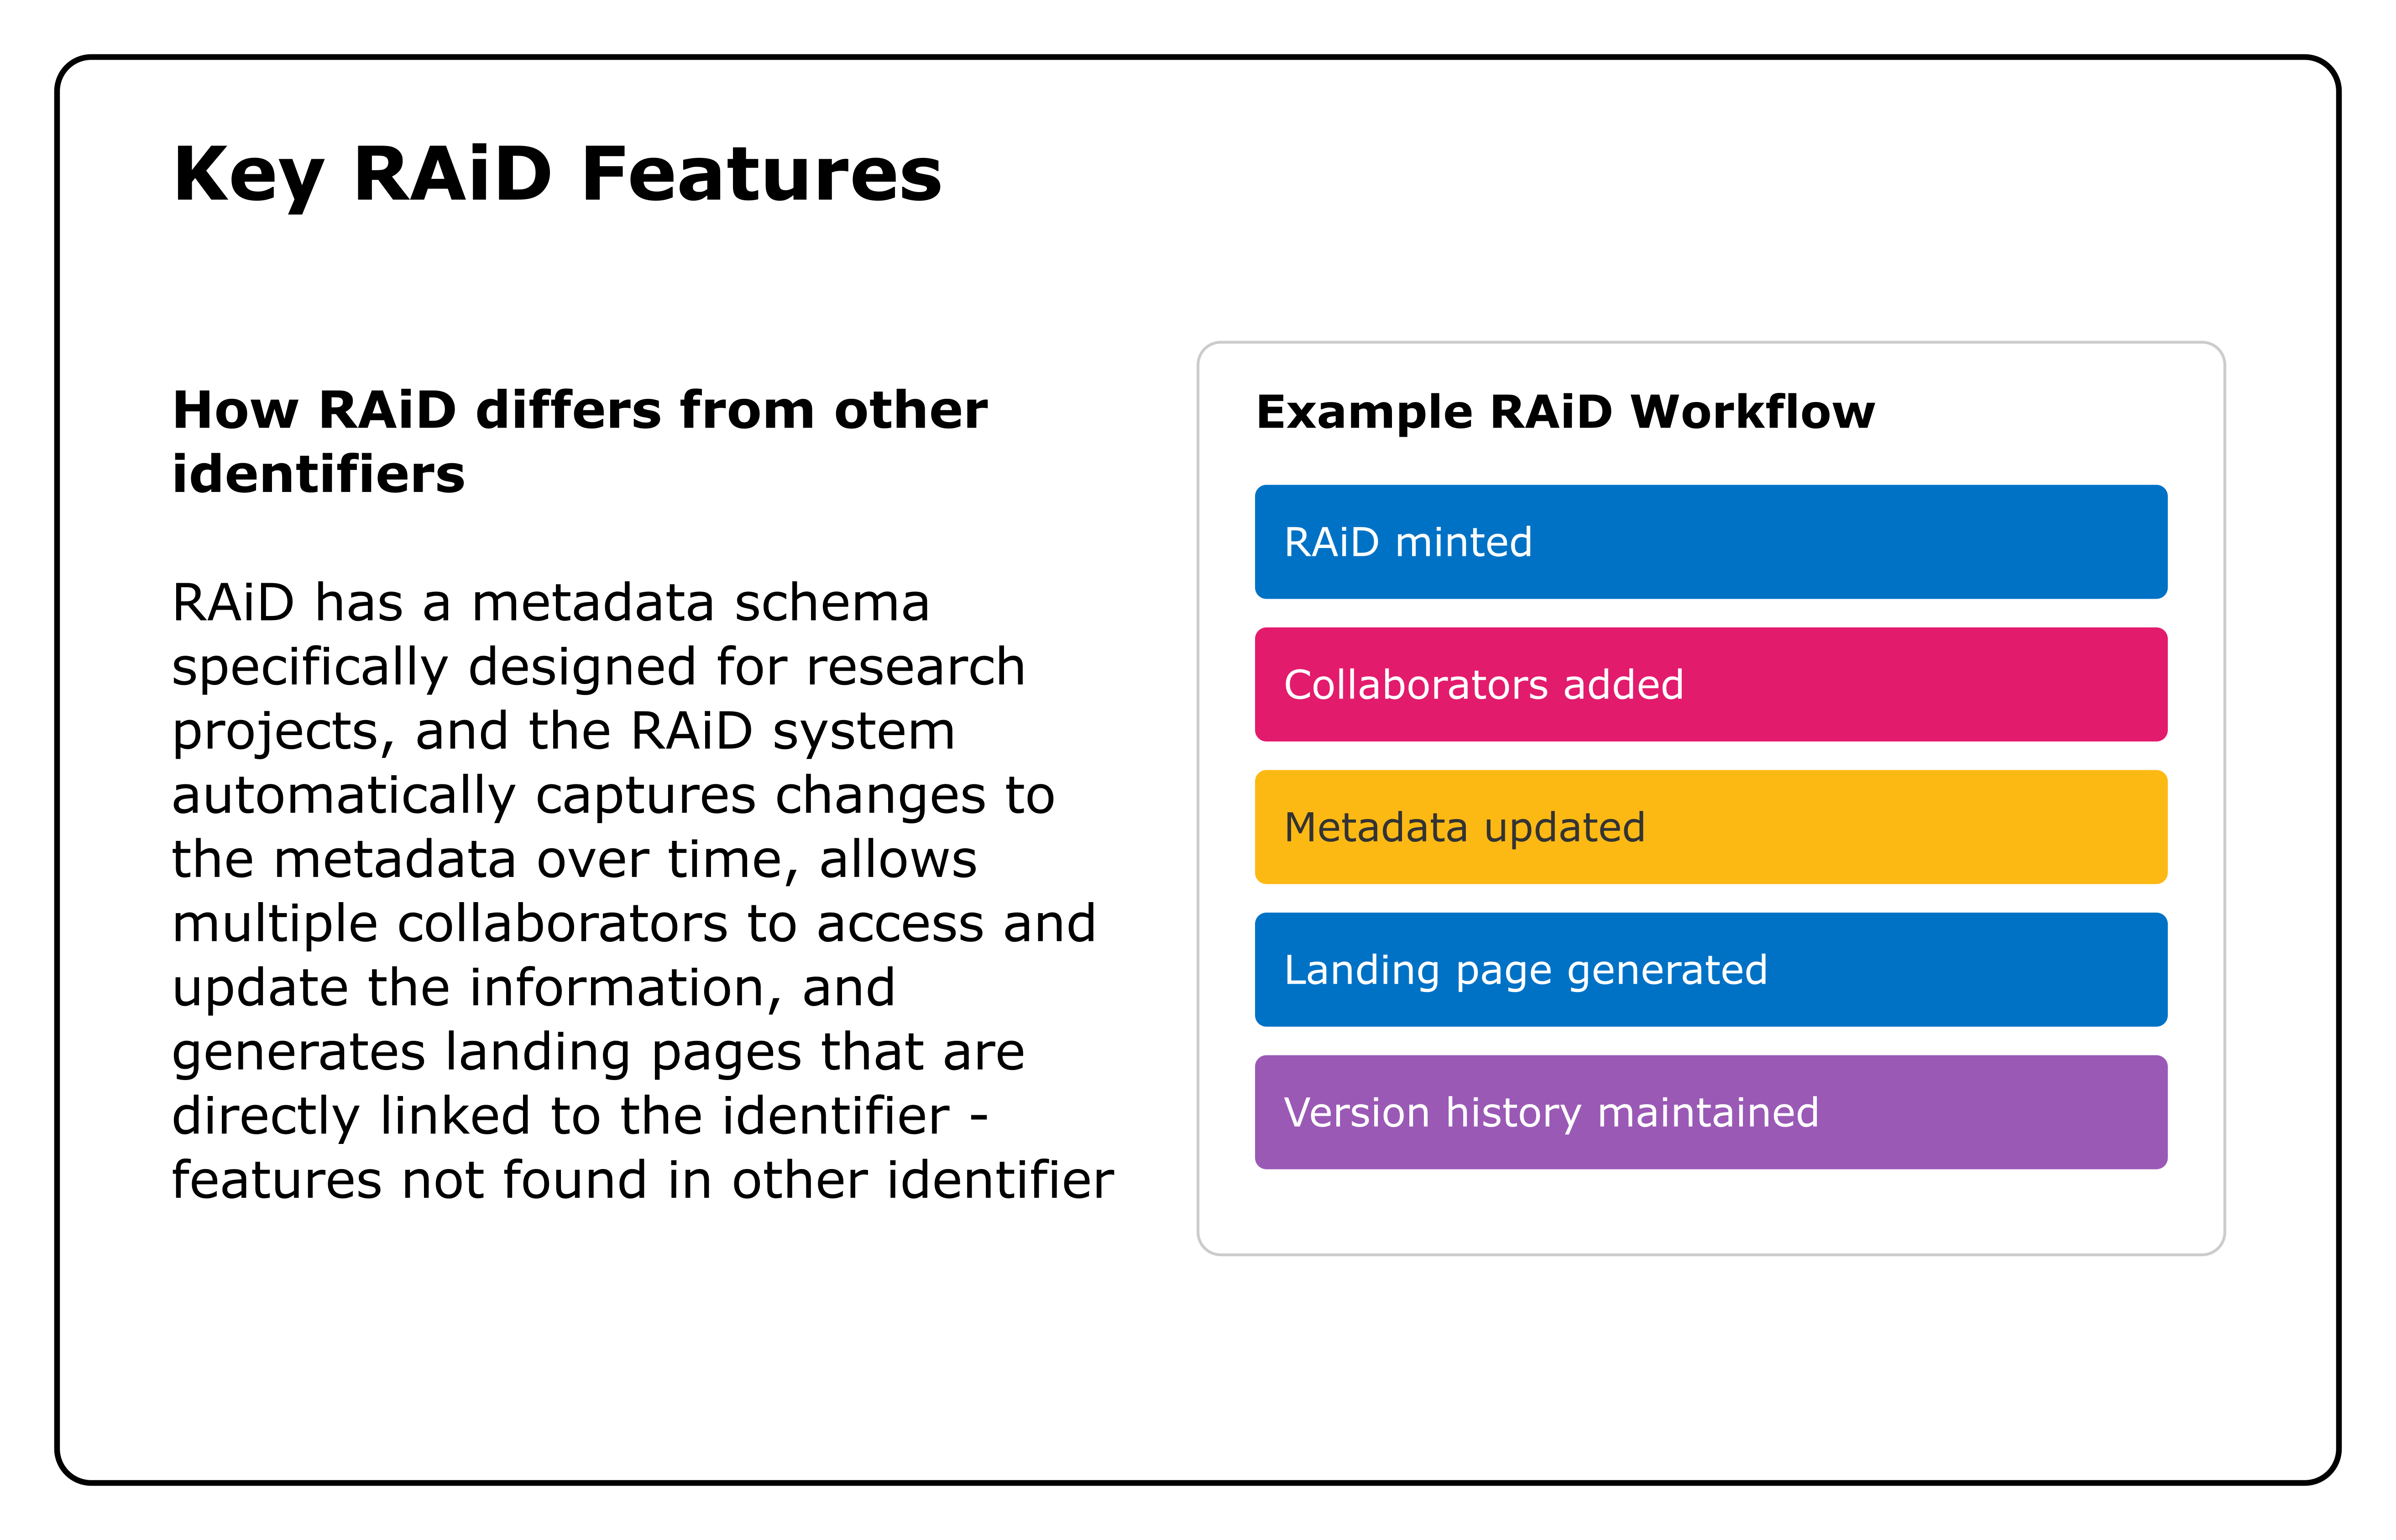 Key RAiD Features
How RAiD differs from other
identifiers
RAiD has a metadata schema
specifically designed for research
projects, and the RAiD system
automatically captures changes to
the metadata over time, allows
multiple collaborators to access and
update the information, and
generates landing pages that are
directly linked to the identifier -
features not found in other identifier
Example RAiD Workflow
RAiD minted
Collaborators added
Metadata updated
Landing page generated
Version history maintained